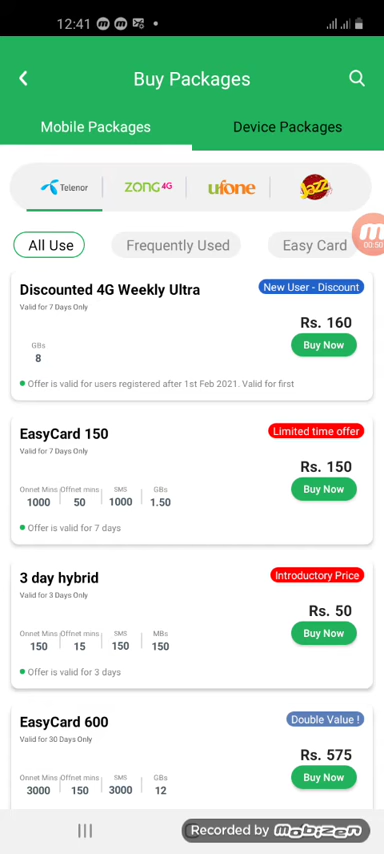 12:41
Buy Packages
Mobile Packages Device Packages
Telenor ZONG 4G ufone Jazz
All Use Frequently Used Easy Card
00:50
Discounted 4G Weekly Ultra New User - Discount
Valid for 7 Days Only
Rs. 160
GBs
8
Buy Now
Offer is valid for users registered after 1st Feb 2021. Valid for first
EasyCard 150 Limited time offer
Valid for 7 Days Only
Rs. 150
Onnet Mins Offnet mins SMS GBs
1000 50 1000 1.50
Buy Now
Offer is valid for 7 days
3 day hybrid Introductory Price
Valid for 3 Days Only
Rs. 50
Onnet Mins Offnet mins SMS MBs
150 15 150 150
Buy Now
Offer is valid for 3 days
EasyCard 600 Double Value !
Valid for 30 Days Only
Rs. 575
Onnet Mins Offnet mins SMS GBs
3000 150 3000 12
Buy Now
Recorded by mobizen